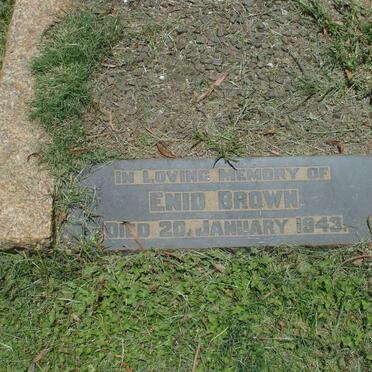 IN LOVING MEMORY OF
ENID BROWN.
DIED 20, JANUARY 1943.